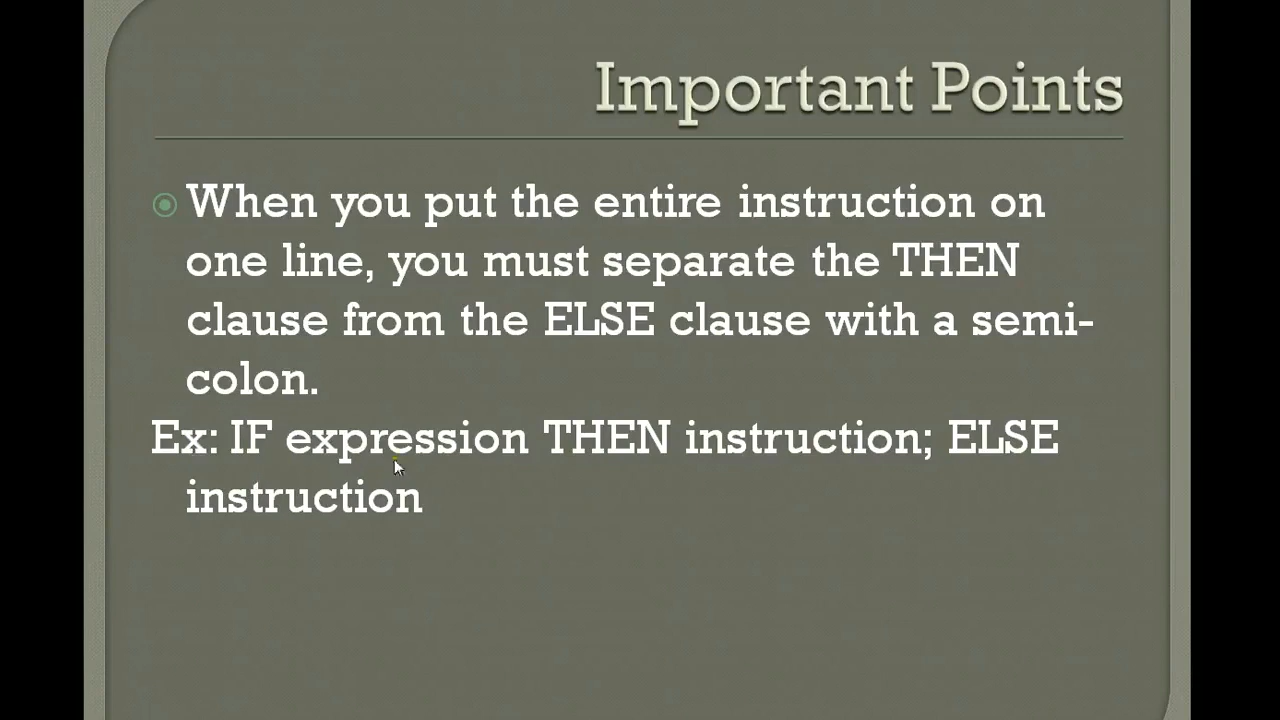 Important Points
When you put the entire instruction on
one line, you must separate the THEN
clause from the ELSE clause with a semi-
colon.
Ex: IF expression THEN instruction; ELSE
instruction